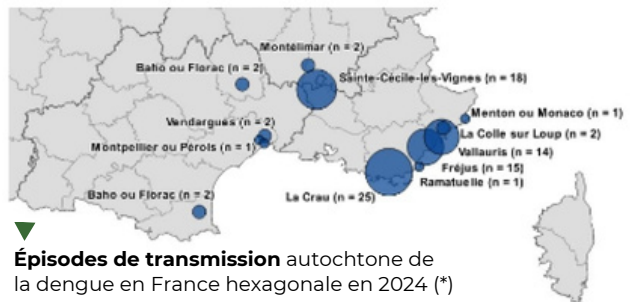 Montélimar (n = 2)
Baho ou Florac (n = 2)
Sainte-Cécile-les-Vignes (n = 18)
Menton ou Monaco (n = 1)
Vendargues (n = 2)
La Colle sur Loup (n = 2)
Montpellier ou Pérols (n = 1)
Vallauris (n = 14)
Fréjus (n = 15)
Ramatuelle (n = 1)
Baho ou Florac (n = 2)
La Crau (n = 25)
Épisodes de transmission autochtone de
la dengue en France hexagonale en 2024 (*)